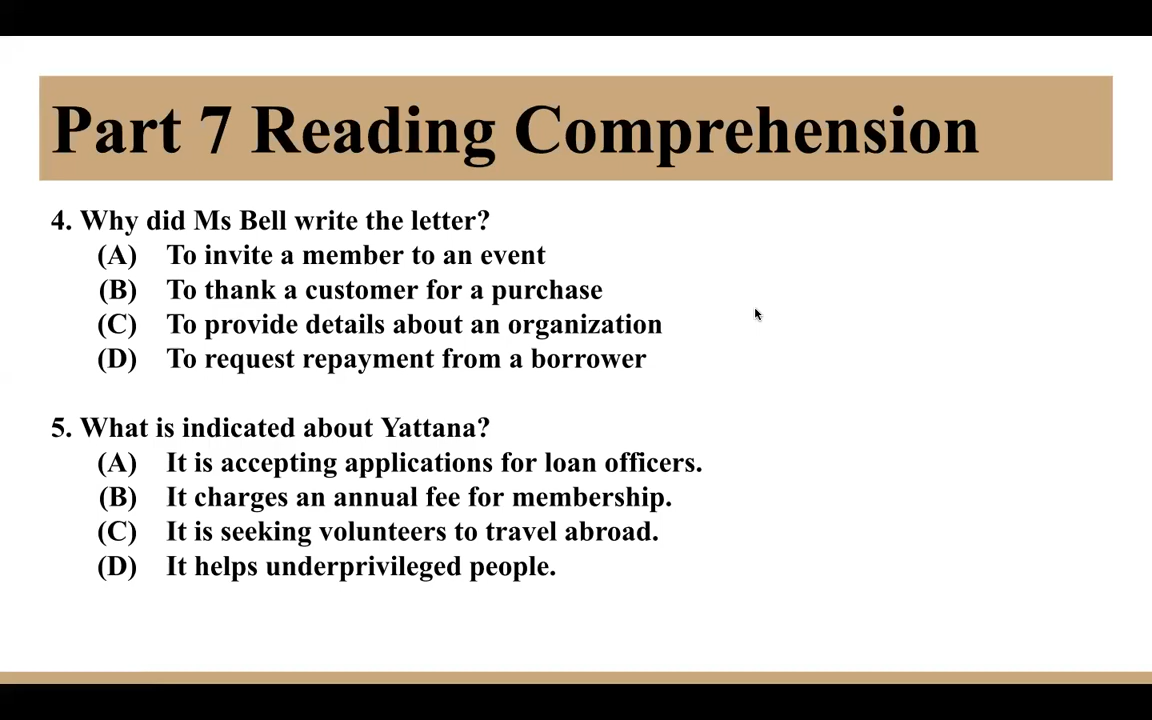 Part 7 Reading Comprehension
4. Why did Ms Bell write the letter?
(A) To invite a member to an event
(B) To thank a customer for a purchase
(C) To provide details about an organization
(D) To request repayment from a borrower
5. What is indicated about Yattana?
(A) It is accepting applications for loan officers.
(B) It charges an annual fee for membership.
(C) It is seeking volunteers to travel abroad.
(D) It helps underprivileged people.